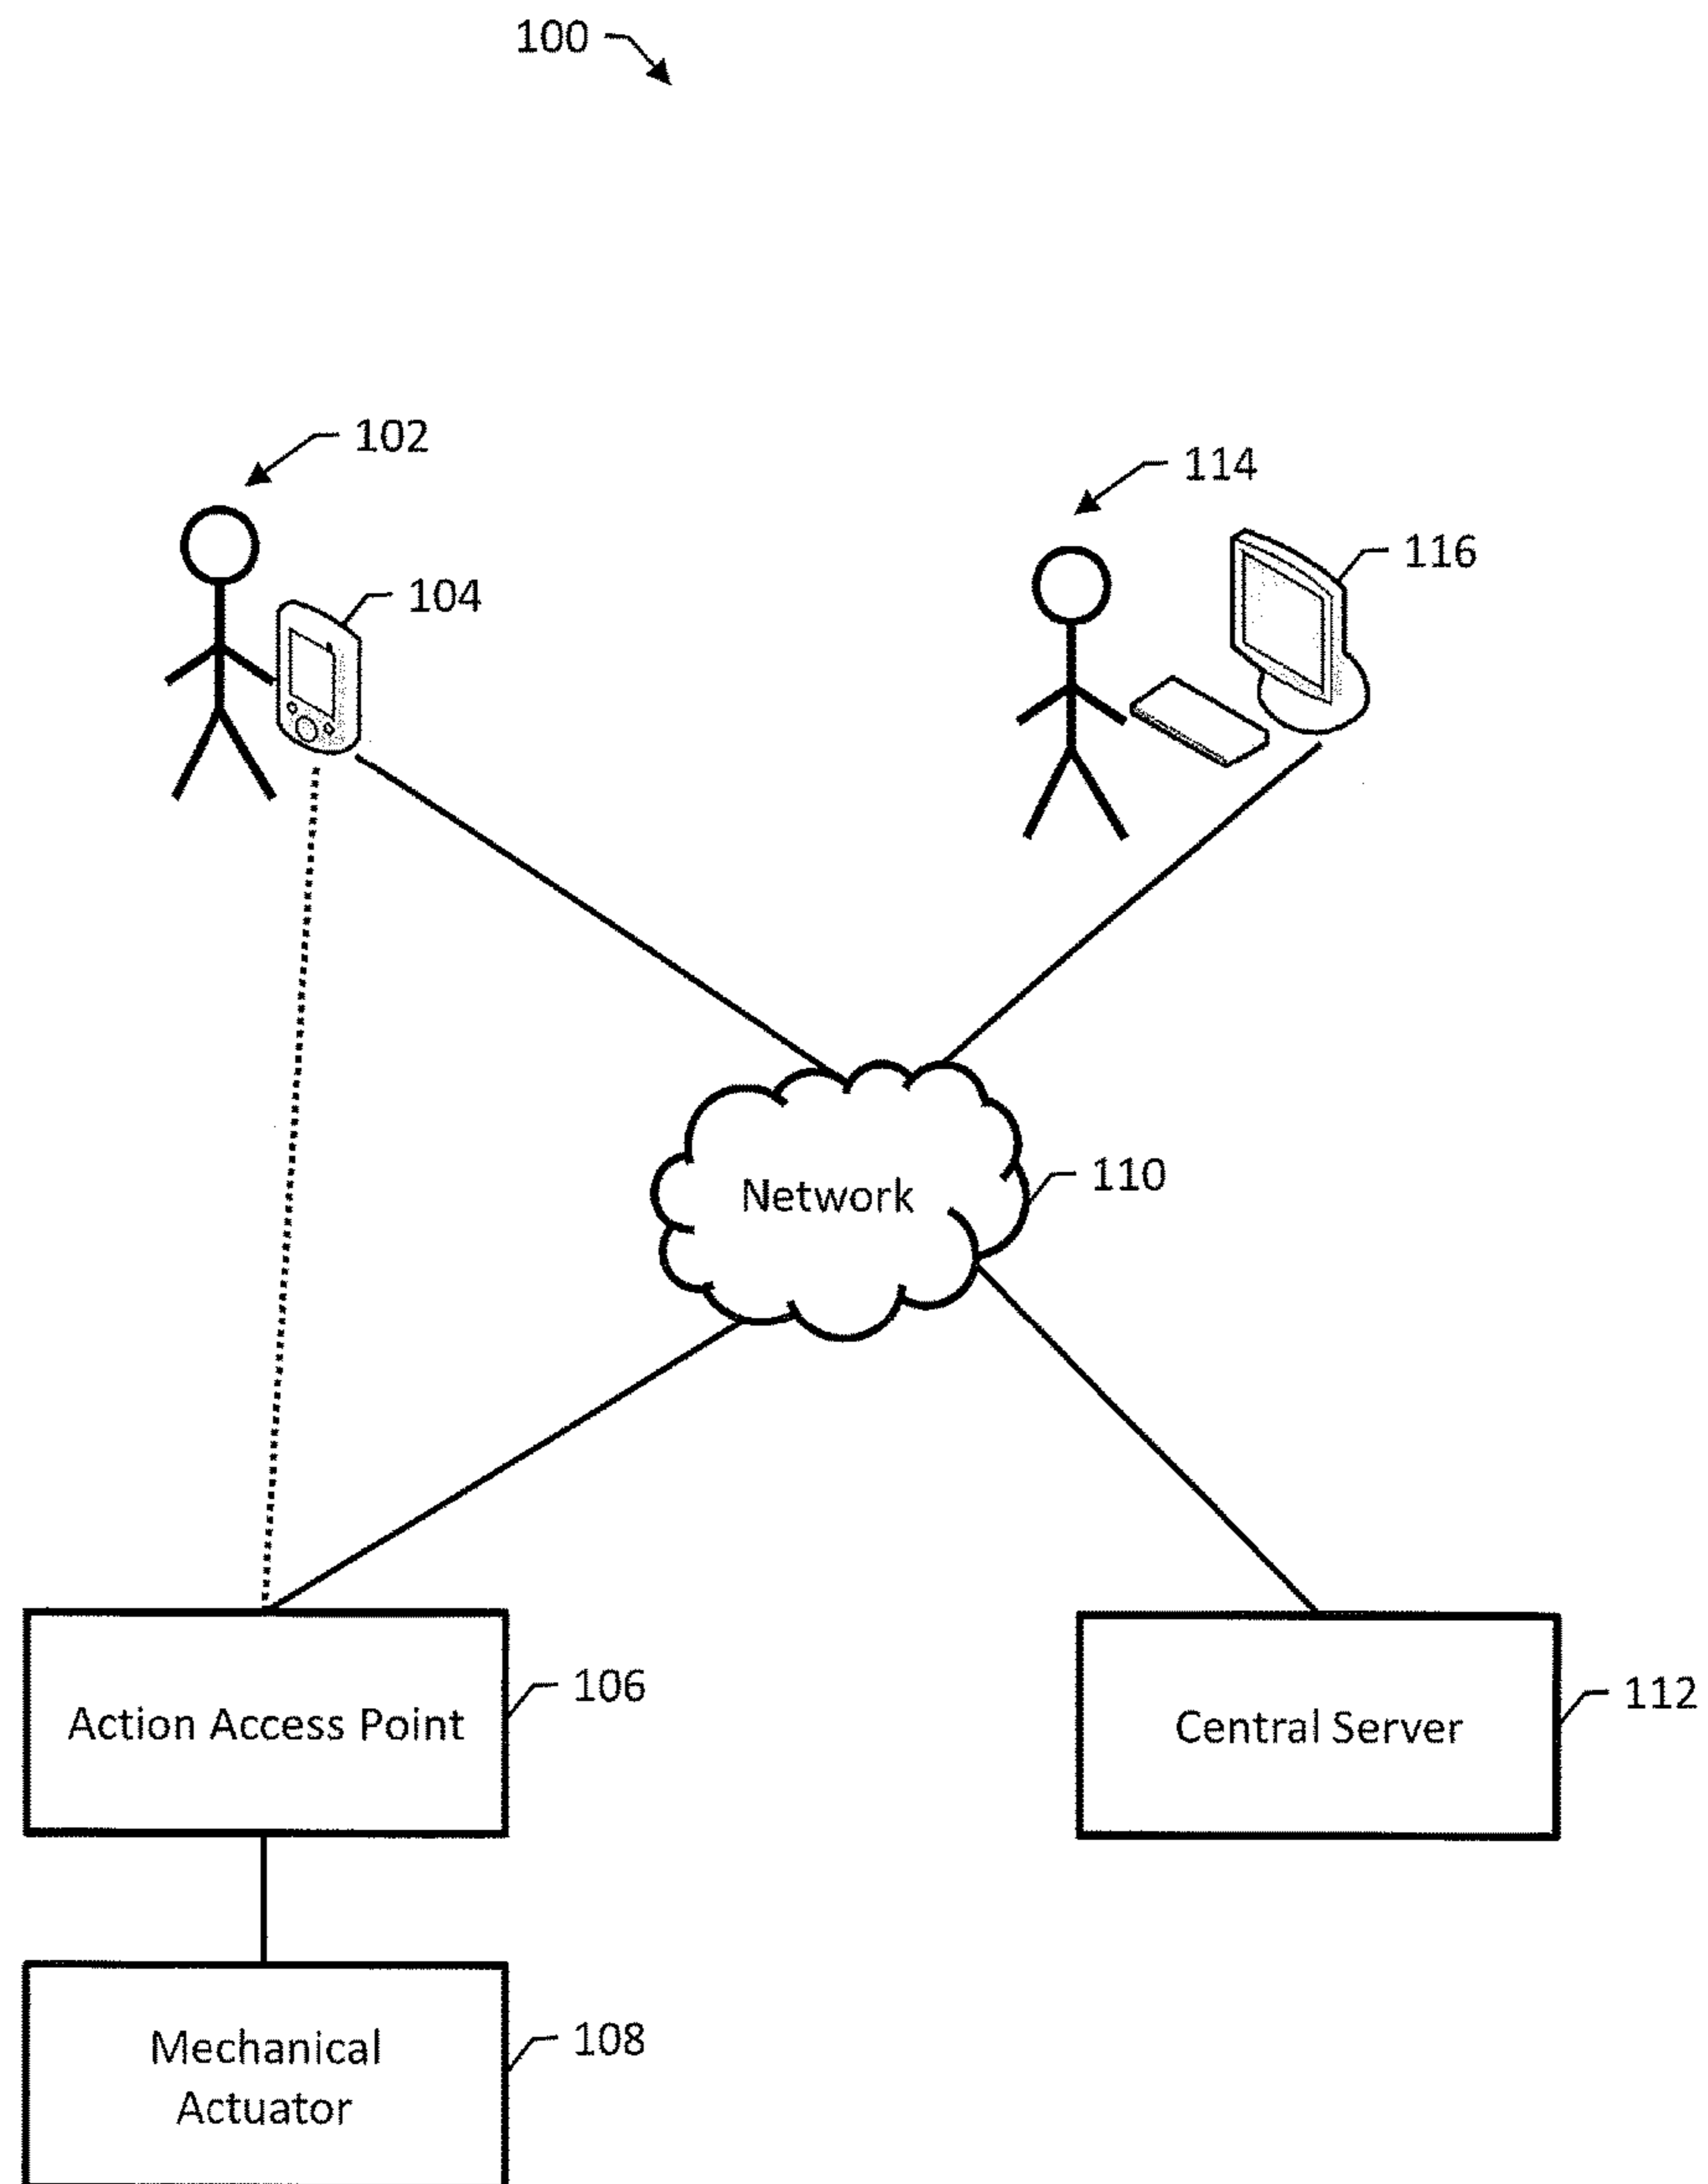 100
102
114
116
104
Network
110
Action Access Point
106
Central Server
112
Mechanical
Actuator
108